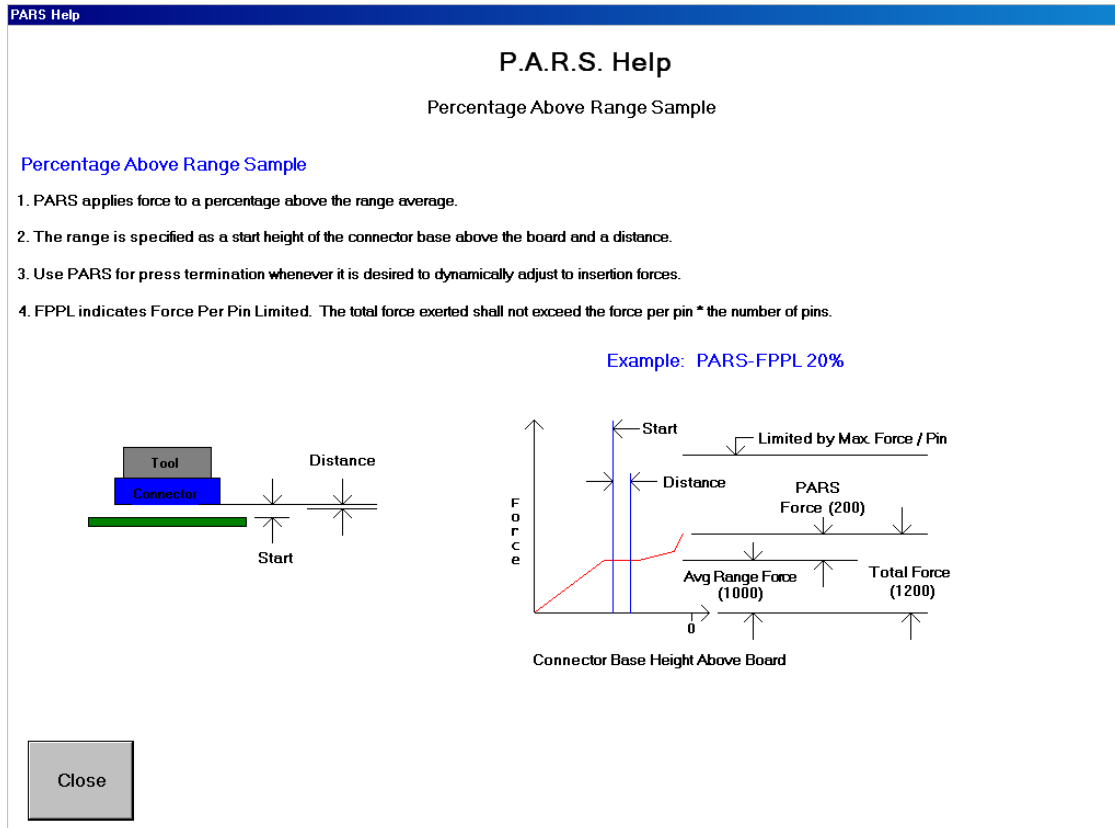 PARS Help
P.A.R.S. Help
Percentage Above Range Sample
Percentage Above Range Sample
1. PARS applies force to a percentage above the range average.
2. The range is specified as a start height of the connector base above the board and a distance.
3. Use PARS for press termination whenever it is desired to dynamically adjust to insertion forces.
4. FPPL indicates Force Per Pin Limited. The total force exerted shall not exceed the force per pin * the number of pins.
Example: PARS-FPPL 20%
Tool
Connector
Distance
Start
Force
Start
Limited by Max. Force / Pin
Distance
PARS
Force (200)
Avg Range Force
(1000)
Total Force
(1200)
0
Connector Base Height Above Board
Close